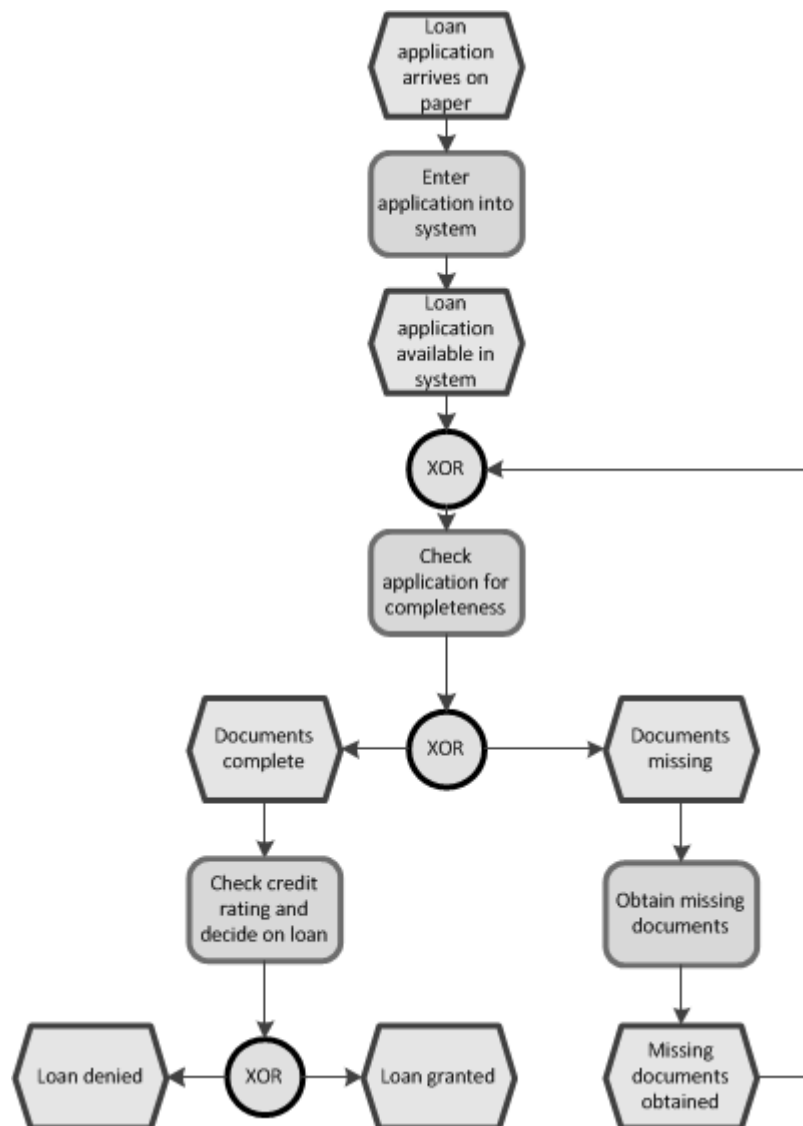 Loan
application
arrives on
paper
Enter
application into
system
Loan
application
available in
system
XOR
Check
application for
completeness
Documents
complete
XOR
Documents
missing
Check credit
rating and
decide on loan
Obtain missing
documents
Loan denied
XOR
Loan granted
Missing
documents
obtained